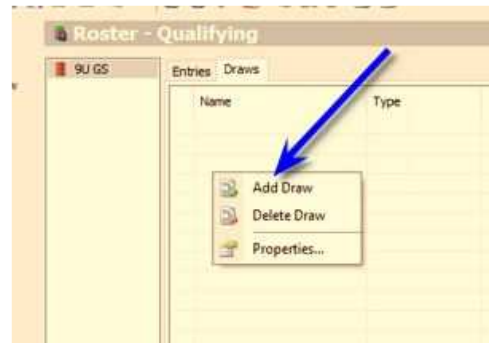 Roster - Qualifying
9U GS
Entries Draws
Name Type
Add Draw
Delete Draw
Properties...